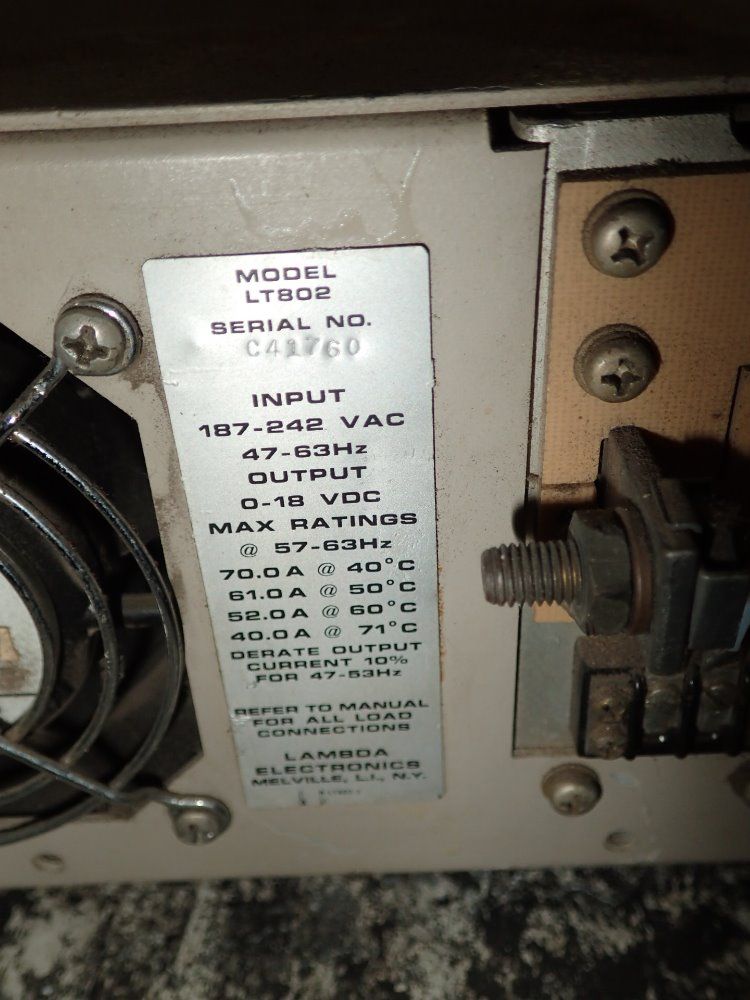 MODEL
LT802
SERIAL NO.
C41760
INPUT
187-242 VAC
47-63Hz
OUTPUT
0-18 VDC
MAX RATINGS
@ 57-63Hz
70.0A @ 40°C
61.0A @ 50°C
52.0A @ 60°C
40.0A @ 71°C
DERATE OUTPUT
CURRENT 10%
FOR 47-53Hz
REFER TO MANUAL
FOR ALL LOAD
CONNECTIONS
LAMBDA
ELECTRONICS
MELVILLE, L.I., N.Y.